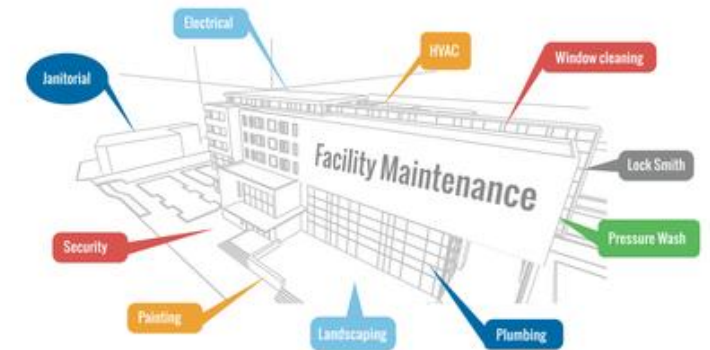 Electrical
HVAC
Window cleaning
Janitorial
Facility Maintenance
Lock Smith
Pressure Wash
Security
Painting
Landscaping
Plumbing